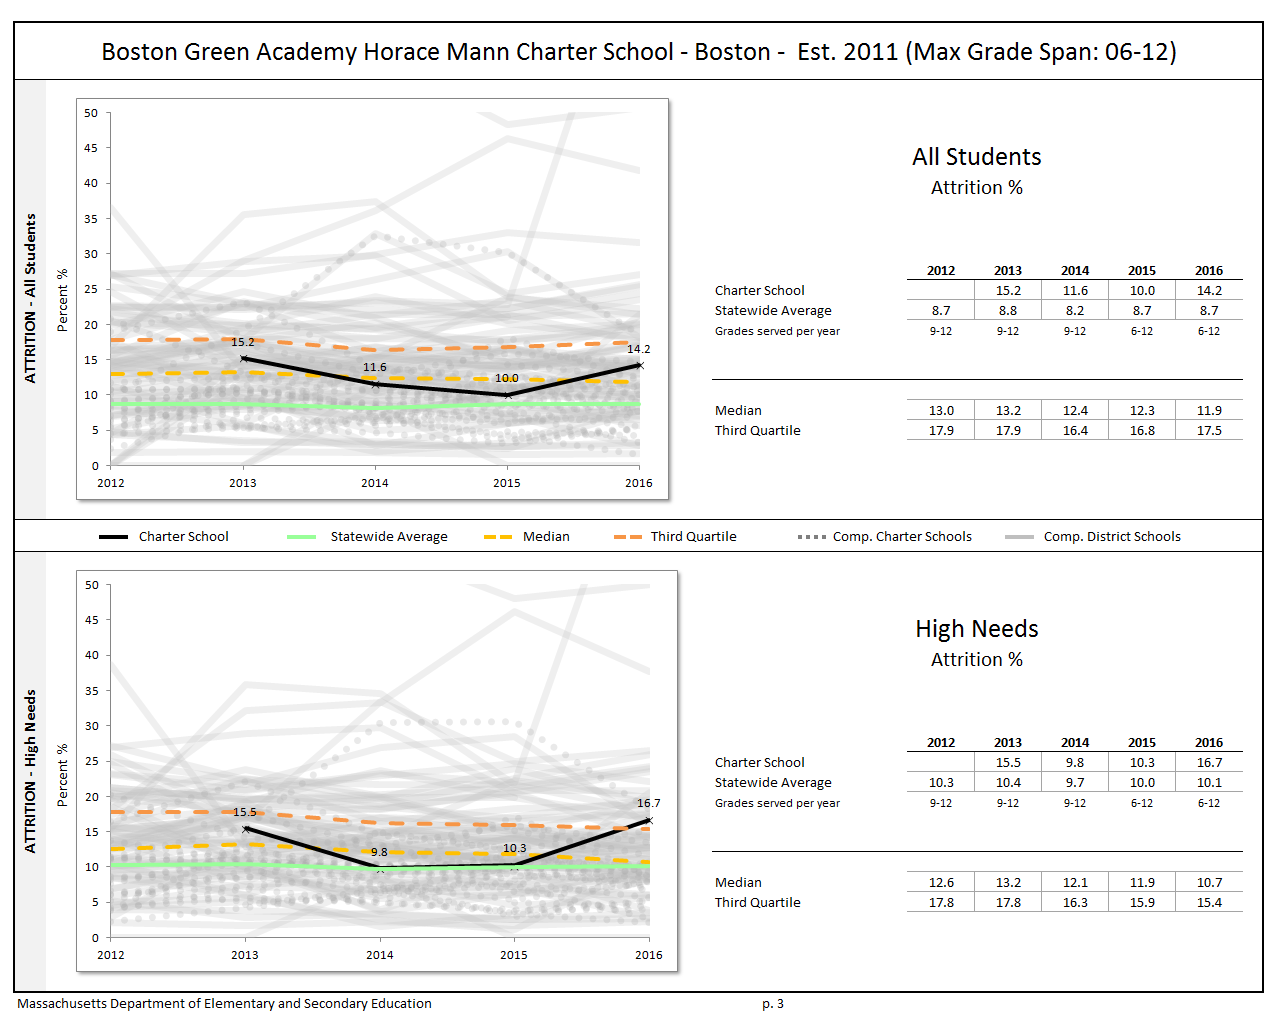 Boston Green Academy Horace Mann Charter School - Boston -  Est. 2011 (Max Grade Span: 06-12)
ATTRITION - All Students
Percent %
50
45
40
35
30
25
20
15
10
5
0
15.2
11.6
10.0
14.2
2012 2013 2014 2015 2016
All Students
Attrition %
2012 2013 2014 2015 2016
Charter School 15.2 11.6 10.0 14.2
Statewide Average 8.7 8.8 8.2 8.7 8.7
Grades served per year 9-12 9-12 9-12 6-12 6-12
Median 13.0 13.2 12.4 12.3 11.9
Third Quartile 17.9 17.9 16.4 16.8 17.5
Charter School Statewide Average Median Third Quartile Comp. Charter Schools Comp. District Schools
ATTRITION - High Needs
Percent %
50
45
40
35
30
25
20
15
10
5
0
15.5
9.8
10.3
16.7
2012 2013 2014 2015 2016
High Needs
Attrition %
2012 2013 2014 2015 2016
Charter School 15.5 9.8 10.3 16.7
Statewide Average 10.3 10.4 9.7 10.0 10.1
Grades served per year 9-12 9-12 9-12 6-12 6-12
Median 12.6 13.2 12.1 11.9 10.7
Third Quartile 17.8 17.8 16.3 15.9 15.4
Massachusetts Department of Elementary and Secondary Education p. 3